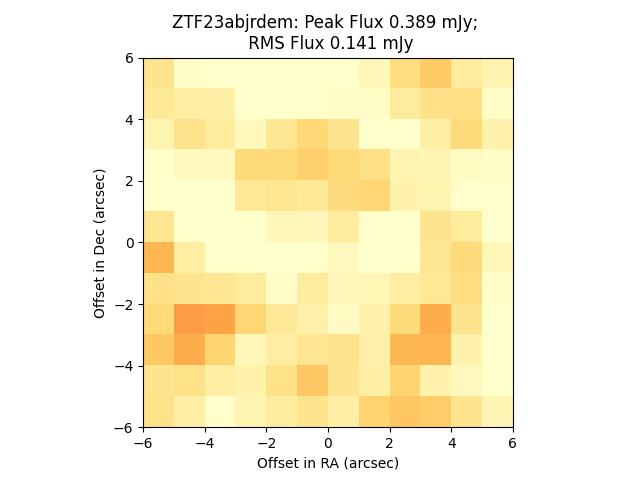 ZTF23abjrdem: Peak Flux 0.389 mJy;
RMS Flux 0.141 mJy
6
4
2
0
−2
−4
−6
Offset in Dec (arcsec)
−6 −4 −2 0 2 4 6
Offset in RA (arcsec)